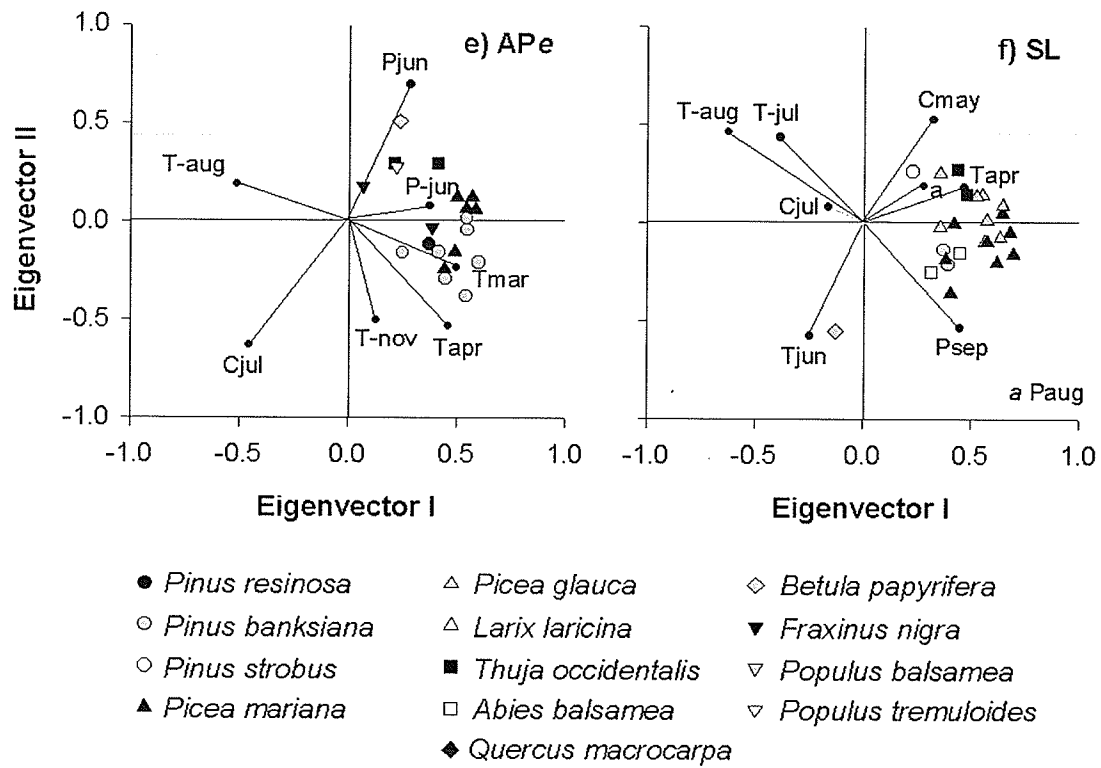 e) APe
f) SL
1.0
0.5
0.0
-0.5
-1.0
Eigenvector II
Pjun
T-aug
P-jun
Tmar
T-nov
Tapr
Cjul
T-aug
T-jul
Cmay
Tapr
a
Cjul
Tjun
Psep
a Paug
-1.0 -0.5 0.0 0.5 1.0
-1.0 -0.5 0.0 0.5 1.0
Eigenvector I
Eigenvector I
Pinus resinosa
Pinus banksiana
Pinus strobus
Picea mariana
Picea glauca
Larix laricina
Thuja occidentalis
Abies balsamea
Quercus macrocarpa
Betula papyrifera
Fraxinus nigra
Populus balsamea
Populus tremuloides